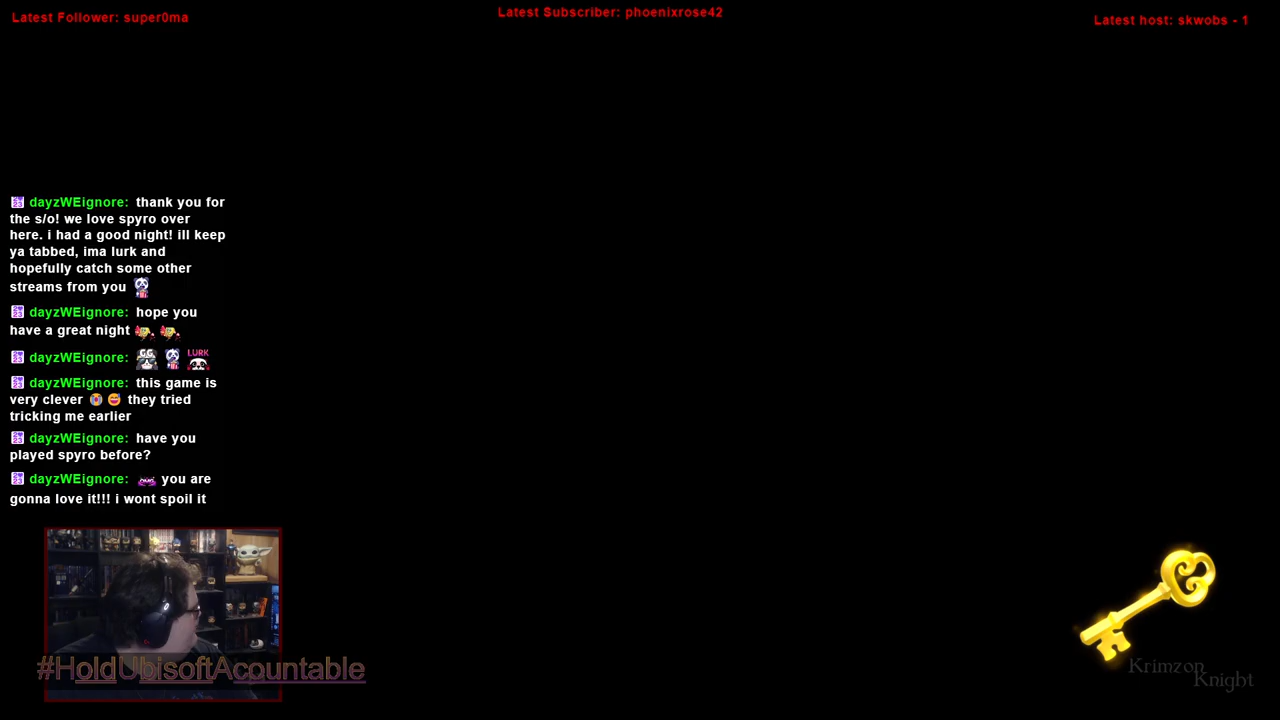 Latest Follower: super0ma
Latest Subscriber: phoenixrose42
Latest host: skwobs - 1
dayzWEignore: thank you for
the s/o! we love spyro over
here. i had a good night! ill keep
ya tabbed, ima lurk and
hopefully catch some other
streams from you
dayzWEignore: hope you
have a great night
dayzWEignore: GG LURK
dayzWEignore: this game is
very clever they tried
tricking me earlier
dayzWEignore: have you
played spyro before?
dayzWEignore: you are
gonna love it!!! i wont spoil it
#HoldUbisoftAcountable
Krimzon
Knight